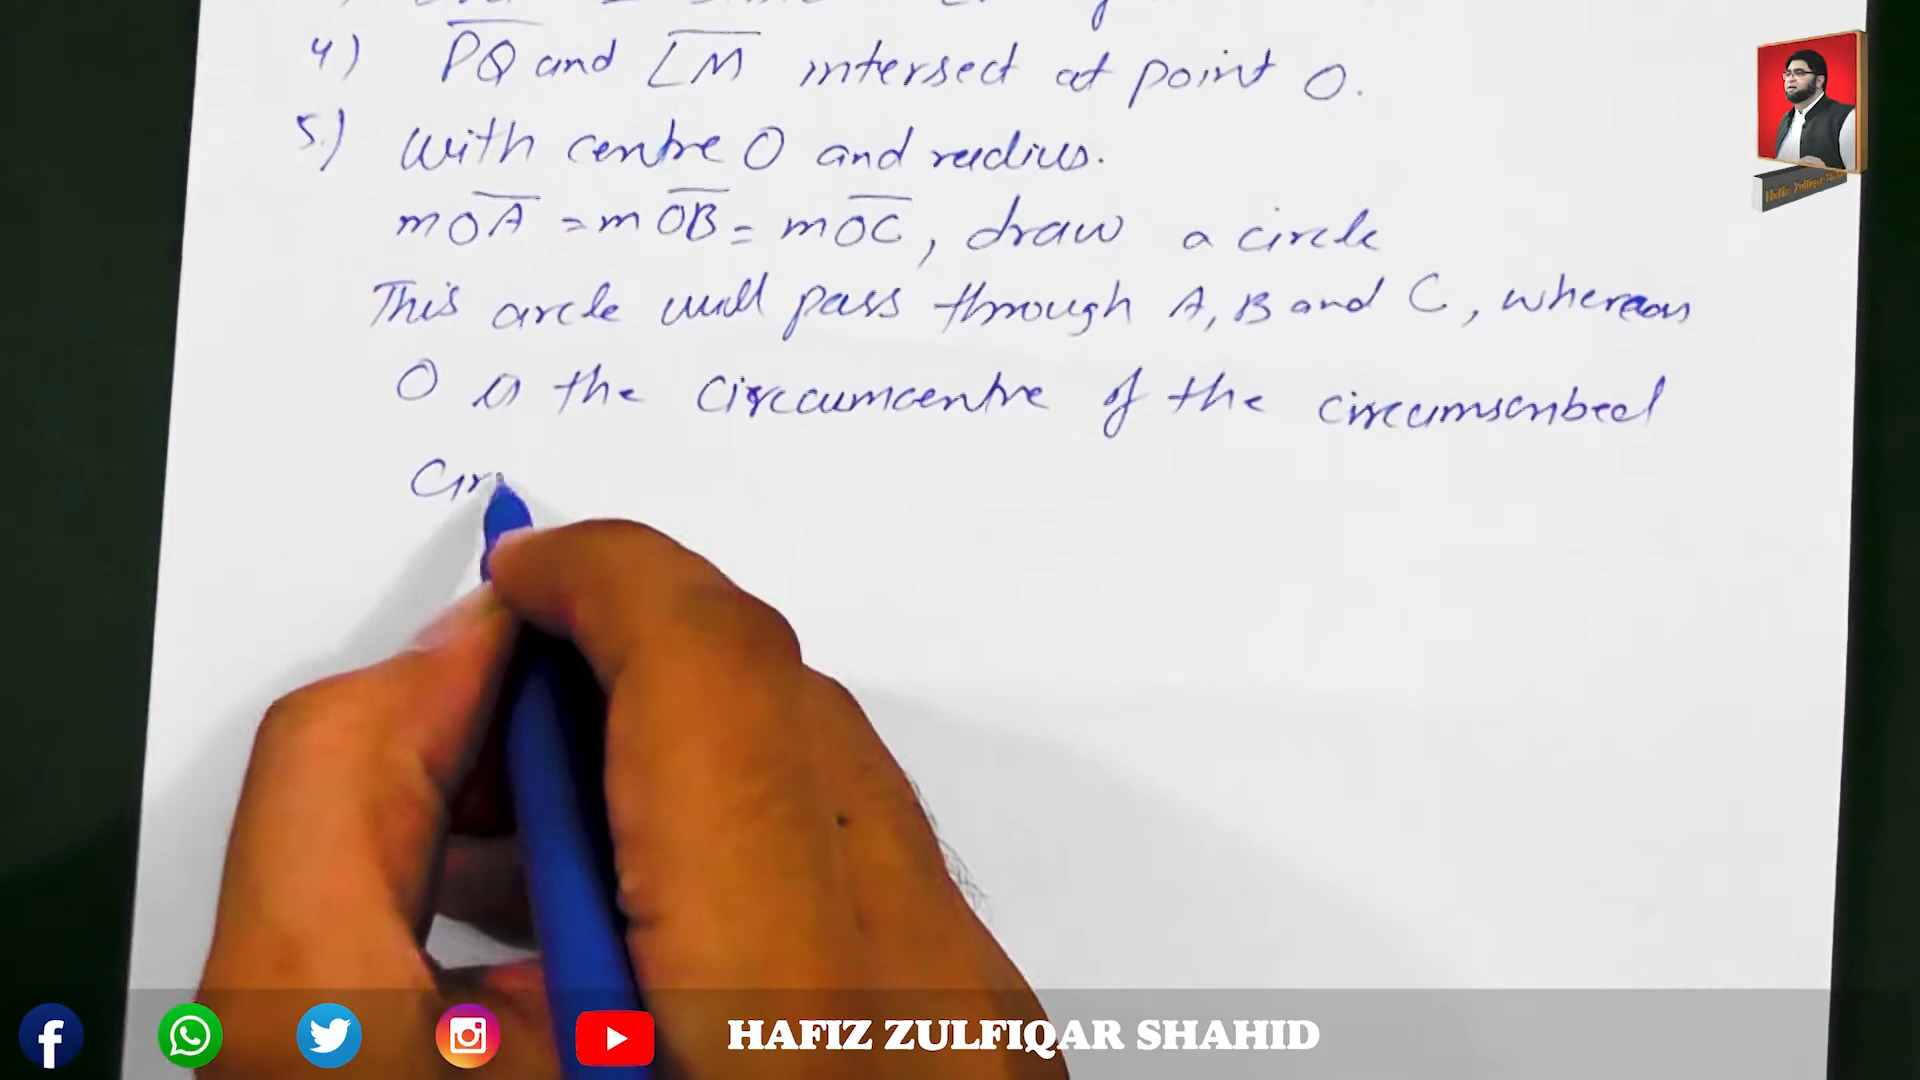 4) PQ and LM intersect at point O.
5.) With centre O and radius.
mOA = mOB = mOC, draw a circle
This circle will pass through A, B and C, whereas
O is the circumcentre of the circumscribed
Cir
HAFIZ ZULFIQAR SHAHID